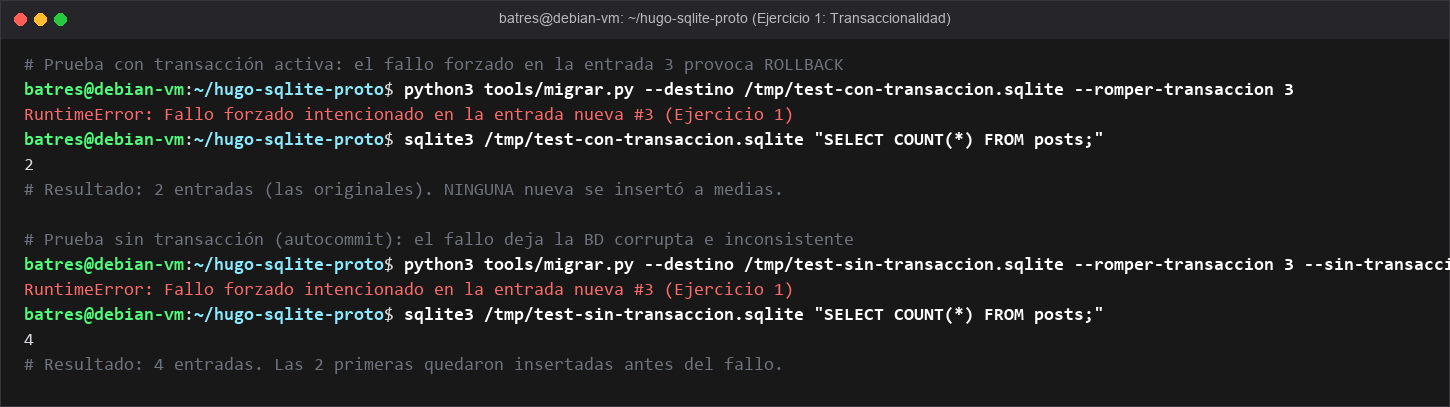 batres@debian-vm: ~/hugo-sqlite-proto (Ejercicio 1: Transaccionalidad)
# Prueba con transacción activa: el fallo forzado en la entrada 3 provoca ROLLBACK
batres@debian-vm:~/hugo-sqlite-proto$ python3 tools/migrar.py --destino /tmp/test-con-transaccion.sqlite --romper-transaccion 3
RuntimeError: Fallo forzado intencionado en la entrada nueva #3 (Ejercicio 1)
batres@debian-vm:~/hugo-sqlite-proto$ sqlite3 /tmp/test-con-transaccion.sqlite "SELECT COUNT(*) FROM posts;"
2
# Resultado: 2 entradas (las originales). NINGUNA nueva se insertó a medias.
# Prueba sin transacción (autocommit): el fallo deja la BD corrupta e inconsistente
batres@debian-vm:~/hugo-sqlite-proto$ python3 tools/migrar.py --destino /tmp/test-sin-transaccion.sqlite --romper-transaccion 3 --sin-transacci
RuntimeError: Fallo forzado intencionado en la entrada nueva #3 (Ejercicio 1)
batres@debian-vm:~/hugo-sqlite-proto$ sqlite3 /tmp/test-sin-transaccion.sqlite "SELECT COUNT(*) FROM posts;"
4
# Resultado: 4 entradas. Las 2 primeras quedaron insertadas antes del fallo.